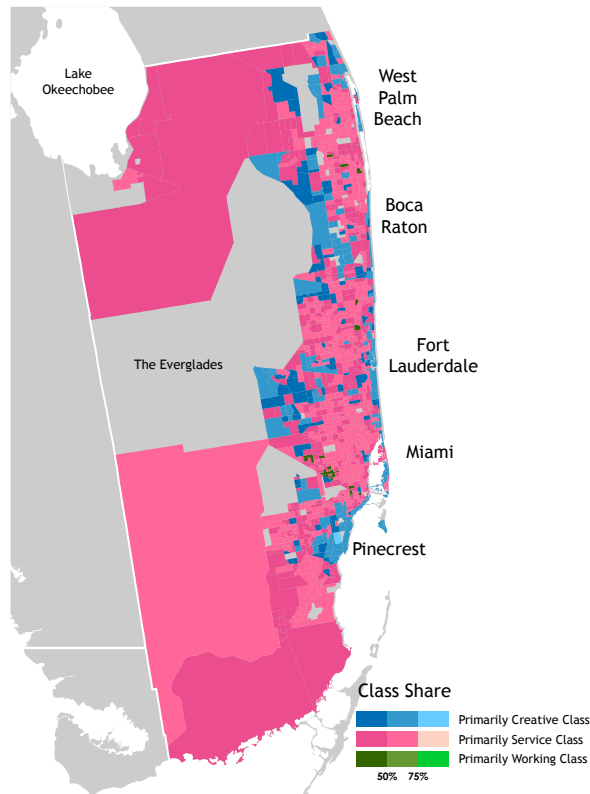 Lake
Okeechobee
West
Palm
Beach
Boca
Raton
The Everglades
Fort
Lauderdale
Miami
Pinecrest
Class Share
Primarily Creative Class
Primarily Service Class
Primarily Working Class
50% 75%